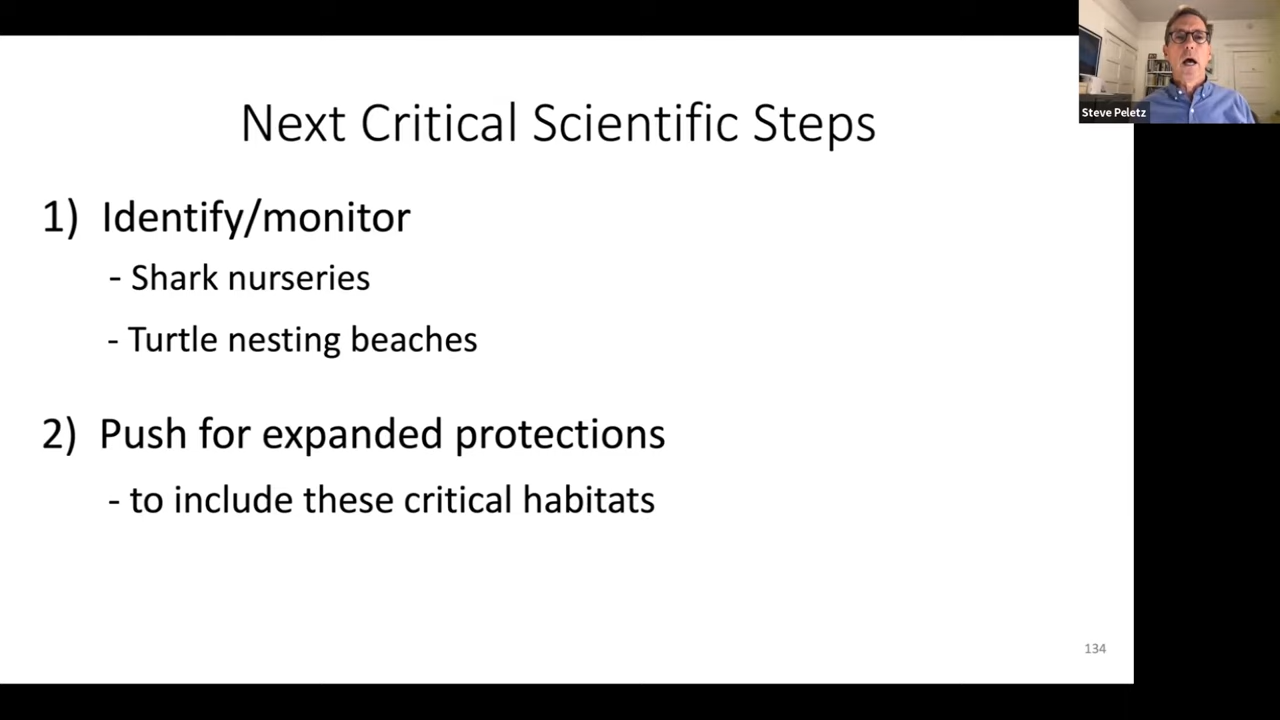 Steve Peletz
Next Critical Scientific Steps
1) Identify/monitor
- Shark nurseries
- Turtle nesting beaches
2) Push for expanded protections
- to include these critical habitats
134